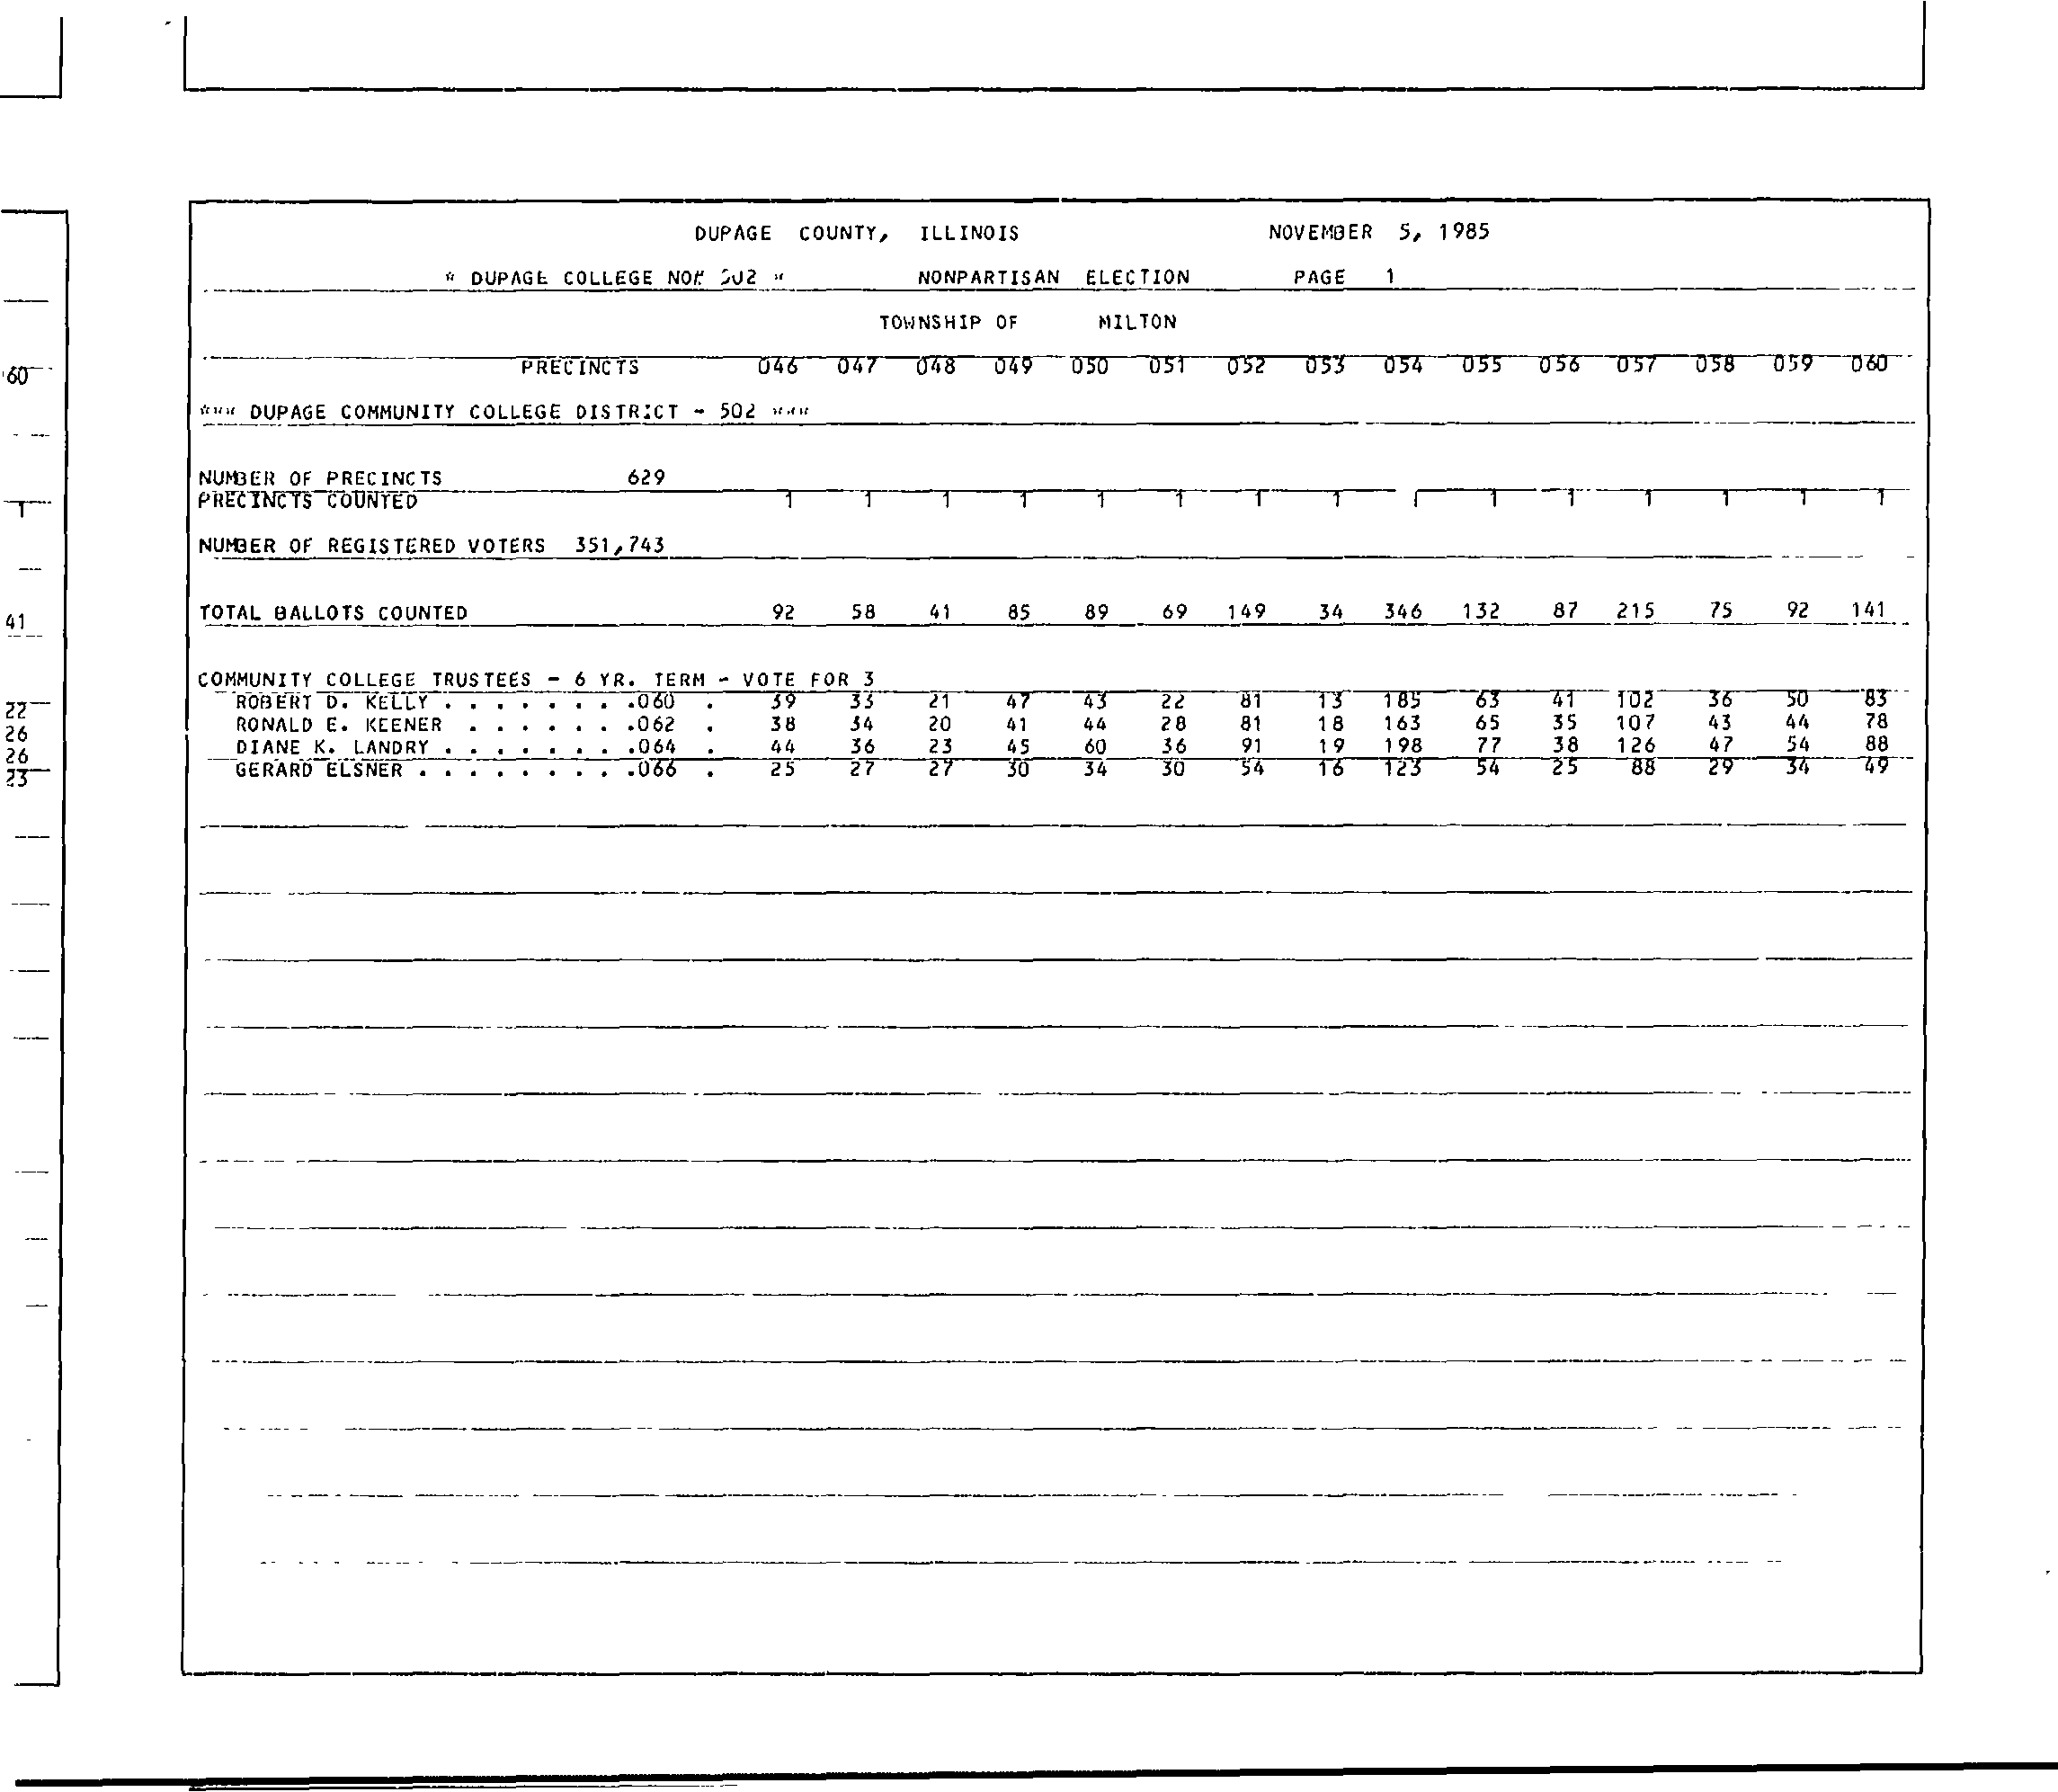 DUPAGE COUNTY, ILLINOIS NOVEMBER 5, 1985
* DUPAGE COLLEGE NO# 502 * NONPARTISAN ELECTION PAGE 1
TOWNSHIP OF MILTON
PRECINCTS 046 047 048 049 050 051 052 053 054 055 056 057 058 059 060
*** DUPAGE COMMUNITY COLLEGE DISTRICT - 502 ***
NUMBER OF PRECINCTS 629
PRECINCTS COUNTED 1 1 1 1 1 1 1 1 1 1 1 1 1 1 1
NUMBER OF REGISTERED VOTERS 351,743
TOTAL BALLOTS COUNTED 92 58 41 85 89 69 149 34 346 132 87 215 75 92 141
COMMUNITY COLLEGE TRUSTEES - 6 YR. TERM - VOTE FOR 3
ROBERT D. KELLY . . . . . . . .060 . 39 33 21 47 43 22 81 13 185 63 41 102 36 50 83
RONALD E. KEENER . . . . . . .062 . 38 34 20 41 44 28 81 18 163 65 35 107 43 44 78
DIANE K. LANDRY . . . . . . . .064 . 44 36 23 45 60 36 91 19 198 77 38 126 47 54 88
GERARD ELSNER . . . . . . . . .066 . 25 27 27 30 34 30 54 16 123 54 25 88 29 34 49
60
1
41
22
26
26
23